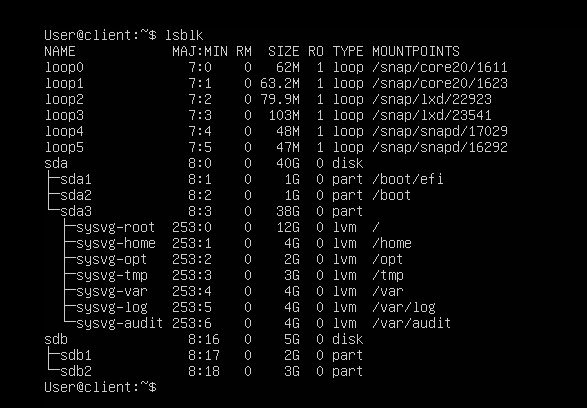 User@client:~$ lsblk
NAME              MAJ:MIN RM  SIZE RO TYPE MOUNTPOINTS
loop0               7:0    0   62M  1 loop /snap/core20/1611
loop1               7:1    0 63.2M  1 loop /snap/core20/1623
loop2               7:2    0 79.9M  1 loop /snap/lxd/22923
loop3               7:3    0  103M  1 loop /snap/lxd/23541
loop4               7:4    0   48M  1 loop /snap/snapd/17029
loop5               7:5    0   47M  1 loop /snap/snapd/16292
sda                 8:0    0   40G  0 disk
├─sda1              8:1    0    1G  0 part /boot/efi
├─sda2              8:2    0    1G  0 part /boot
└─sda3              8:3    0   38G  0 part
  ├─sysvg-root    253:0    0   12G  0 lvm  /
  ├─sysvg-home    253:1    0    4G  0 lvm  /home
  ├─sysvg-opt     253:2    0    2G  0 lvm  /opt
  ├─sysvg-tmp     253:3    0    3G  0 lvm  /tmp
  ├─sysvg-var     253:4    0    4G  0 lvm  /var
  ├─sysvg-log     253:5    0    4G  0 lvm  /var/log
  └─sysvg-audit   253:6    0    4G  0 lvm  /var/audit
sdb                 8:16   0    5G  0 disk
├─sdb1              8:17   0    2G  0 part
└─sdb2              8:18   0    3G  0 part
User@client:~$